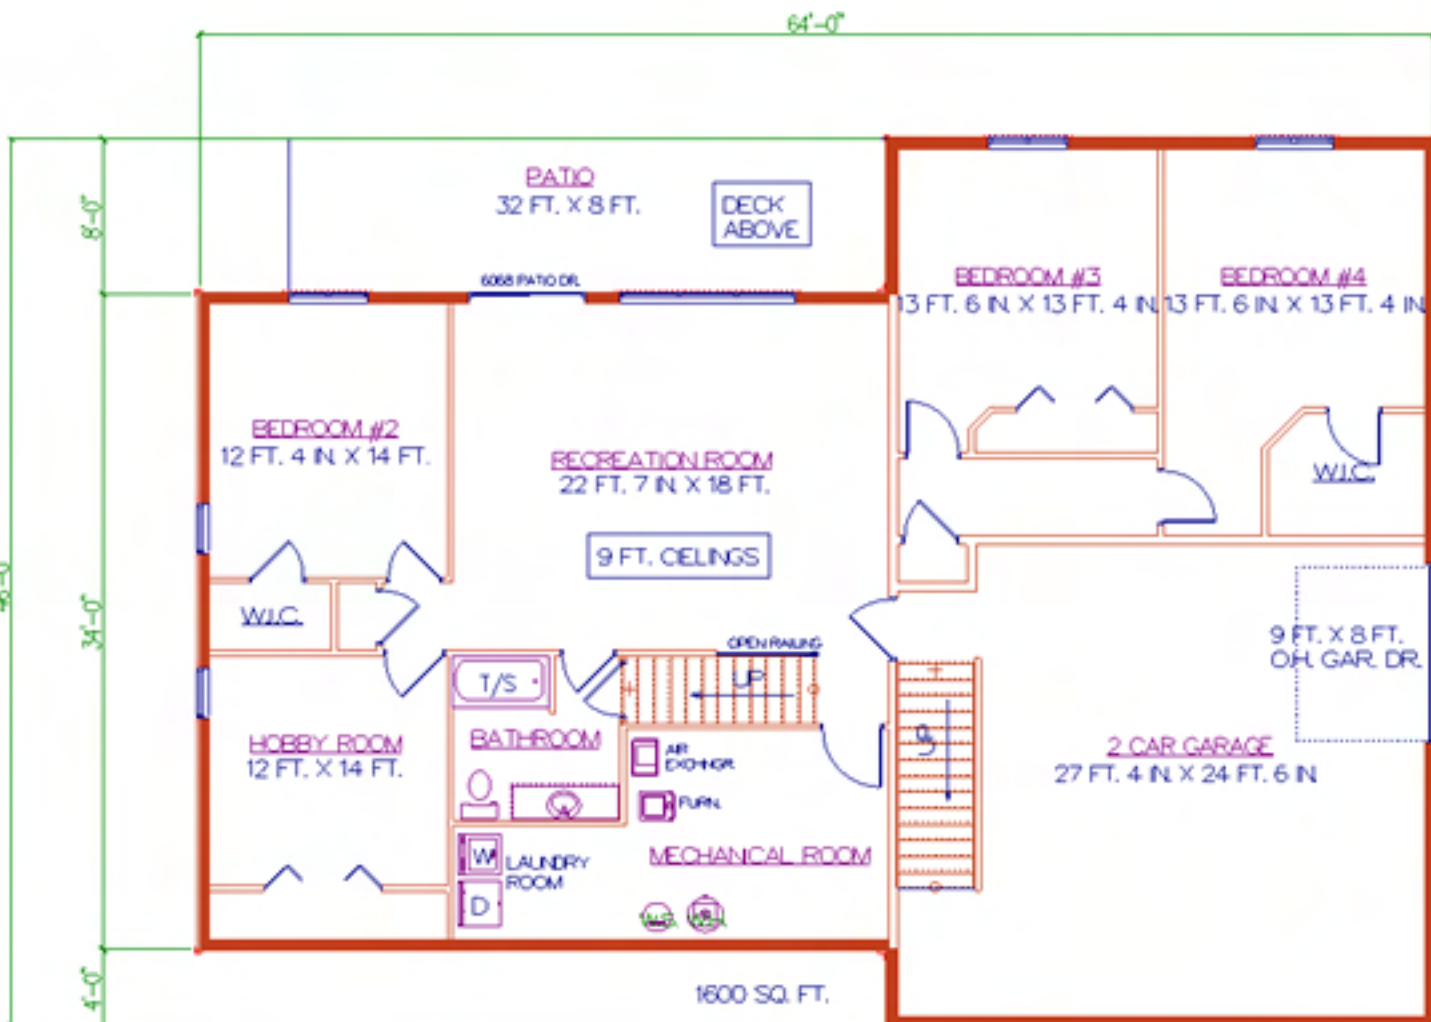 64'-0"
PATIO
32 FT. X 8 FT.
DECK
ABOVE
8'-0"
6068 PATIO DR.
BEDROOM #3
13 FT. 6 IN. X 13 FT. 4 IN.
BEDROOM #4
13 FT. 6 IN. X 13 FT. 4 IN.
BEDROOM #2
12 FT. 4 IN. X 14 FT.
RECREATION ROOM
22 FT. 7 IN. X 18 FT.
W.I.C.
9 FT. CIELINGS
34'-0"
W.I.C.
OPEN RAILING
9 FT. X 8 FT.
O.H. GAR. DR.
T/S
UP
UP
BATHROOM
HOBBY ROOM
12 FT. X 14 FT.
AIR
EXCHNGR.
2 CAR GARAGE
27 FT. 4 IN. X 24 FT. 6 IN.
FURN.
W
LAUNDRY
ROOM
MECHANICAL ROOM
D
W.S.
W.H.
4'-0"
1600 SQ. FT.